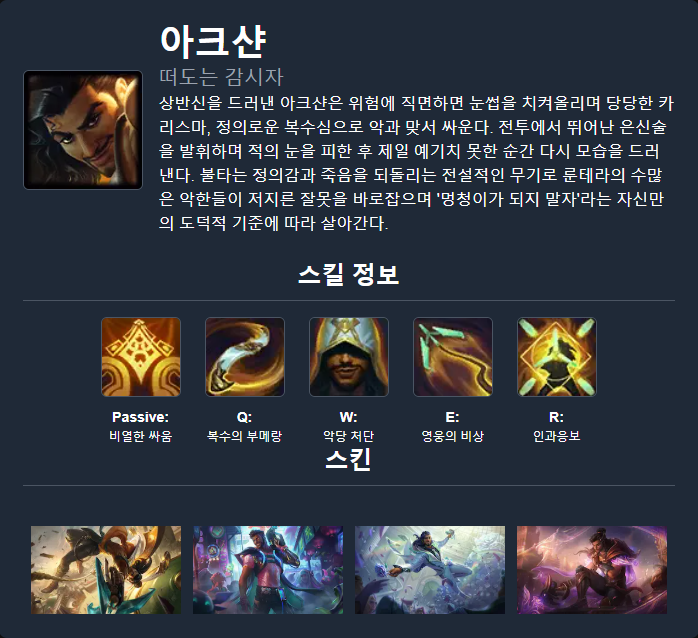 아크샨
떠도는 감시자
상반신을 드러낸 아크샨은 위험에 직면하면 눈썹을 치켜올리며 당당한 카
리스마, 정의로운 복수심으로 악과 맞서 싸운다. 전투에서 뛰어난 은신술
을 발휘하며 적의 눈을 피한 후 제일 예기치 못한 순간 다시 모습을 드러
낸다. 불타는 정의감과 죽음을 되돌리는 전설적인 무기로 룬테라의 수많
은 악한들이 저지른 잘못을 바로잡으며 '멍청이가 되지 말자'라는 자신만
의 도덕적 기준에 따라 살아간다.
스킬 정보
Passive: Q: W: E: R:
비열한 싸움 복수의 부메랑 악당 처단 영웅의 비상 인과응보
스킨